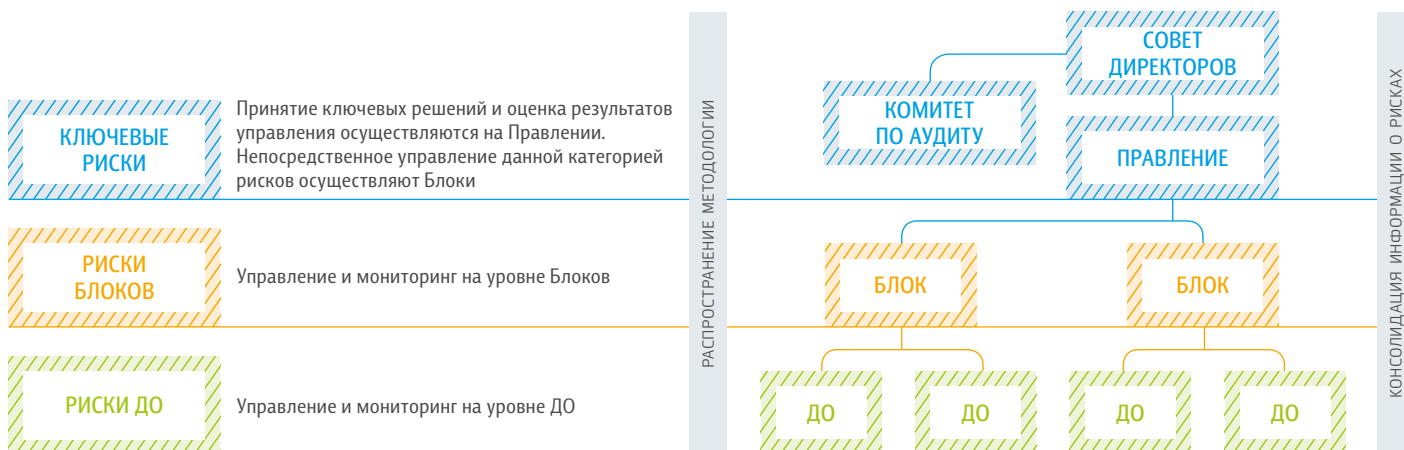 КЛЮЧЕВЫЕ
РИСКИ
Принятие ключевых решений и оценка результатов
управления осуществляются на Правлении.
Непосредственное управление данной категорией
рисков осуществляют Блоки
РИСКИ
БЛОКОВ
Управление и мониторинг на уровне Блоков
РИСКИ ДО
Управление и мониторинг на уровне ДО
РАСПРОСТРАНЕНИЕ МЕТОДОЛОГИИ
СОВЕТ
ДИРЕКТОРОВ
КОМИТЕТ
ПО АУДИТУ
ПРАВЛЕНИЕ
БЛОК
БЛОК
ДО
ДО
ДО
ДО
КОНСОЛИДАЦИЯ ИНФОРМАЦИИ О РИСКАХ